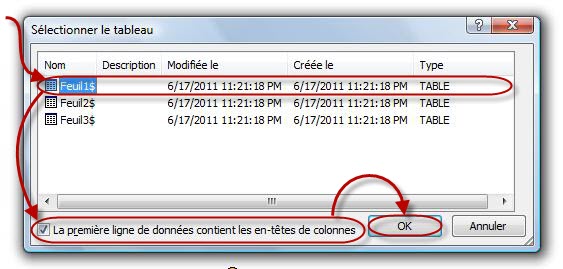 Sélectionner le tableau
Nom Description Modifiée le Créée le Type
Feuil1$ 6/17/2011 11:21:18 PM 6/17/2011 11:21:18 PM TABLE
Feuil2$ 6/17/2011 11:21:18 PM 6/17/2011 11:21:18 PM TABLE
Feuil3$ 6/17/2011 11:21:18 PM 6/17/2011 11:21:18 PM TABLE
La première ligne de données contient les en-têtes de colonnes OK Annuler